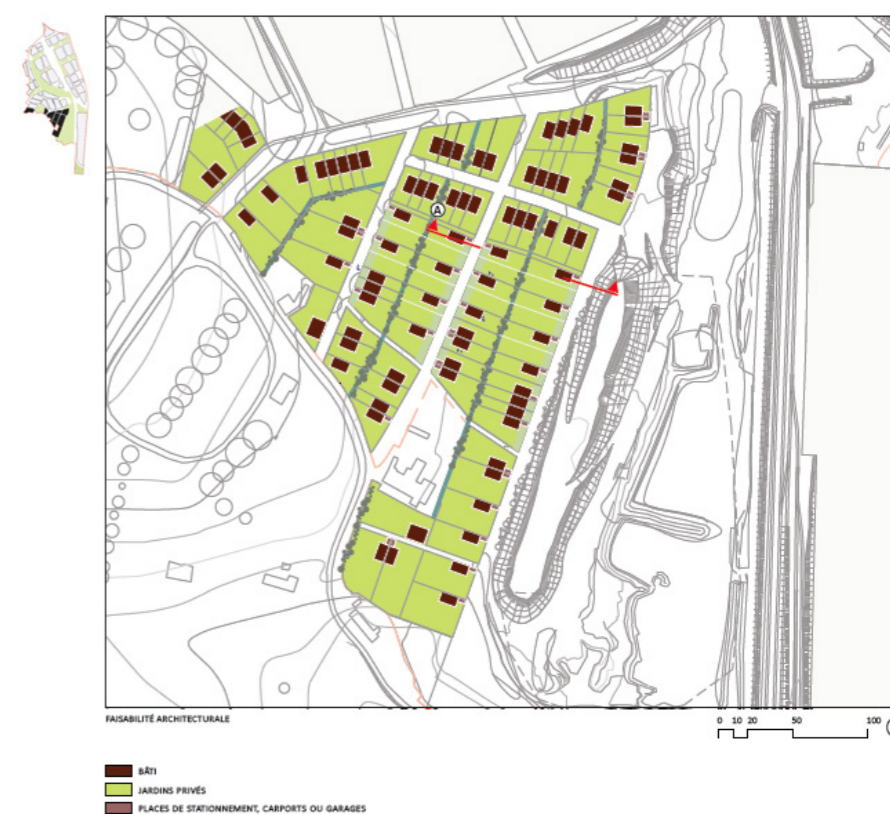 A
FAISABILITÉ ARCHITECTURALE
0 10 20 50 100
BÂTI
JARDINS PRIVÉS
PLACES DE STATIONNEMENT, CARPORTS OU GARAGES